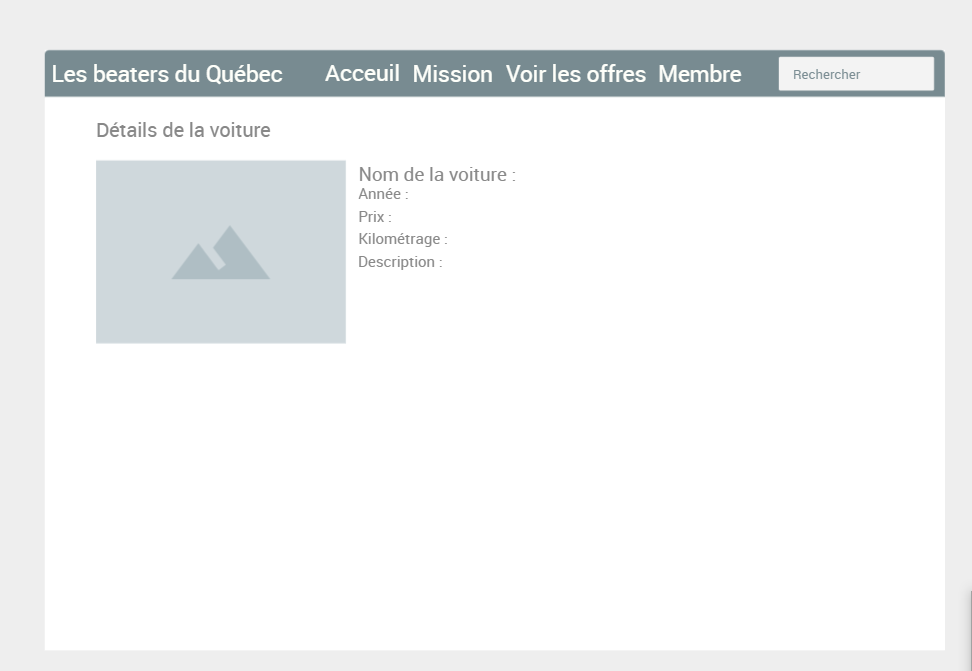 Les beaters du Québec Acceuil Mission Voir les offres Membre Rechercher
Détails de la voiture
Nom de la voiture :
Année :
Prix :
Kilométrage :
Description :